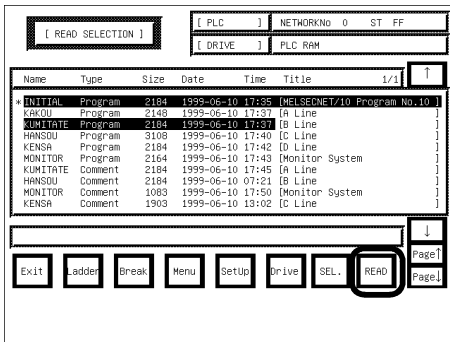 [ READ SELECTION ]
[ PLC ] NETWORKNo 0 ST FF
[ DRIVE ] PLC RAM
Name Type Size Date Time Title 1/1 ↑
* INITIAL Program 2184 1999-06-10 17:35 [MELSECNET/10 Program No.10 ]
KAKOU Program 2148 1999-06-10 17:37 [A Line ]
KUMITATE Program 2184 1999-06-10 17:37 [B Line ]
HANSOU Program 3108 1999-06-10 17:40 [C Line ]
KENSA Program 2184 1999-06-10 17:42 [D Line ]
MONITOR Program 2164 1999-06-10 17:43 [Monitor System ]
KUMITATE Comment 2184 1999-06-10 17:45 [A Line ]
HANSOU Comment 2184 1999-06-10 07:21 [B Line ]
MONITOR Comment 1083 1999-06-10 17:50 [Monitor System ]
KENSA Comment 1903 1999-06-10 13:02 [C Line ]
↓
Page↑
Exit Ladder Break Menu SetUp Drive SEL. READ
Page↓